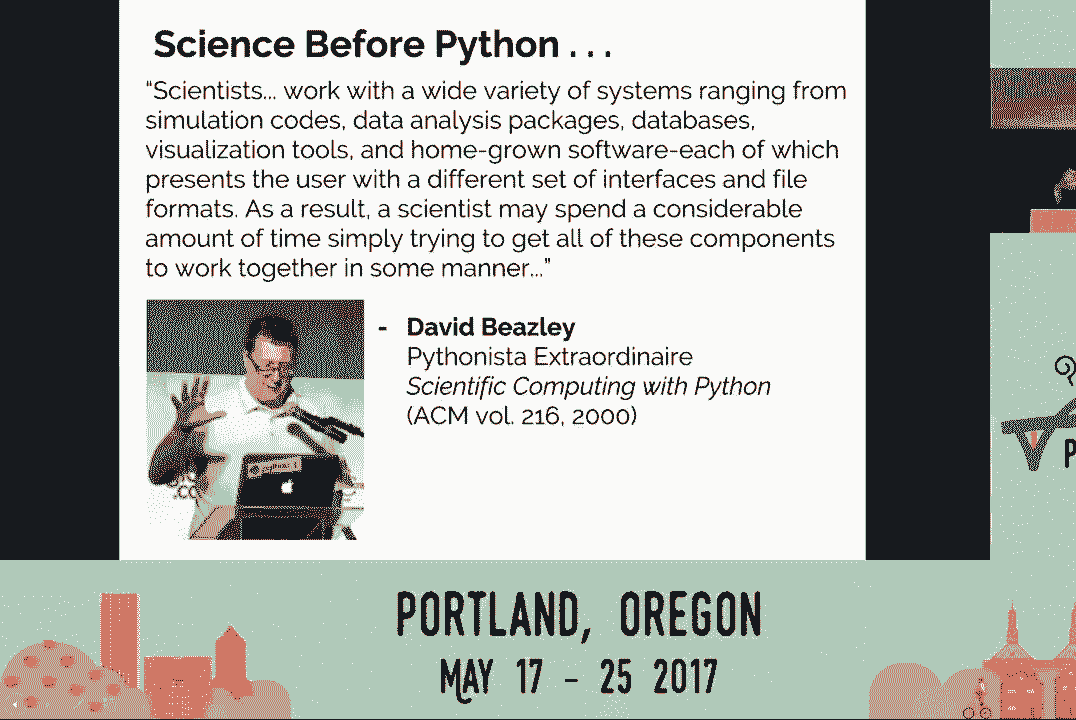 Science Before Python . . .
"Scientists... work with a wide variety of systems ranging from
simulation codes, data analysis packages, databases,
visualization tools, and home-grown software-each of which
presents the user with a different set of interfaces and file
formats. As a result, a scientist may spend a considerable
amount of time simply trying to get all of these components
to work together in some manner..."
- David Beazley
Pythonista Extraordinaire
Scientific Computing with Python
(ACM vol. 216, 2000)
python
.co
P
PORTLAND, OREGON
MAY 17 - 25 2017